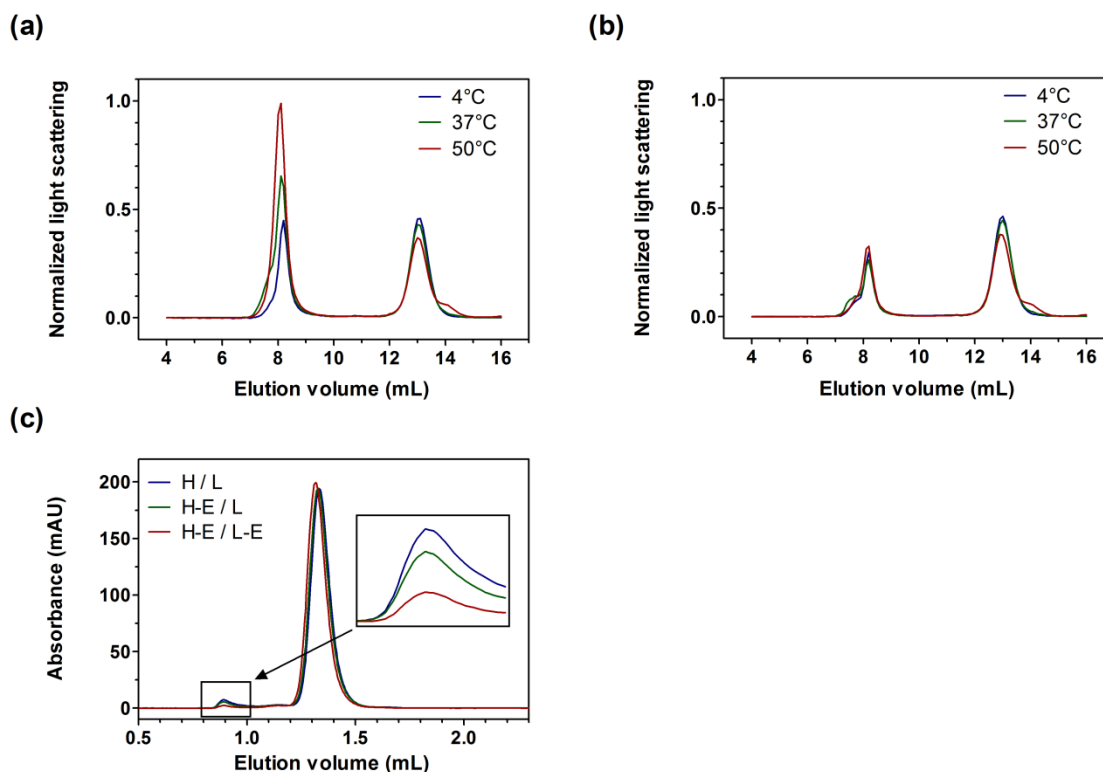 (a)
Normalized light scattering
1.0
0.5
0.0
4°C
37°C
50°C
4 6 8 10 12 14 16
Elution volume (mL)
(b)
Normalized light scattering
1.0
0.5
0.0
4°C
37°C
50°C
4 6 8 10 12 14 16
Elution volume (mL)
(c)
Absorbance (mAU)
200
150
100
50
0
H / L
H-E / L
H-E / L-E
0.5 1.0 1.5 2.0
Elution volume (mL)